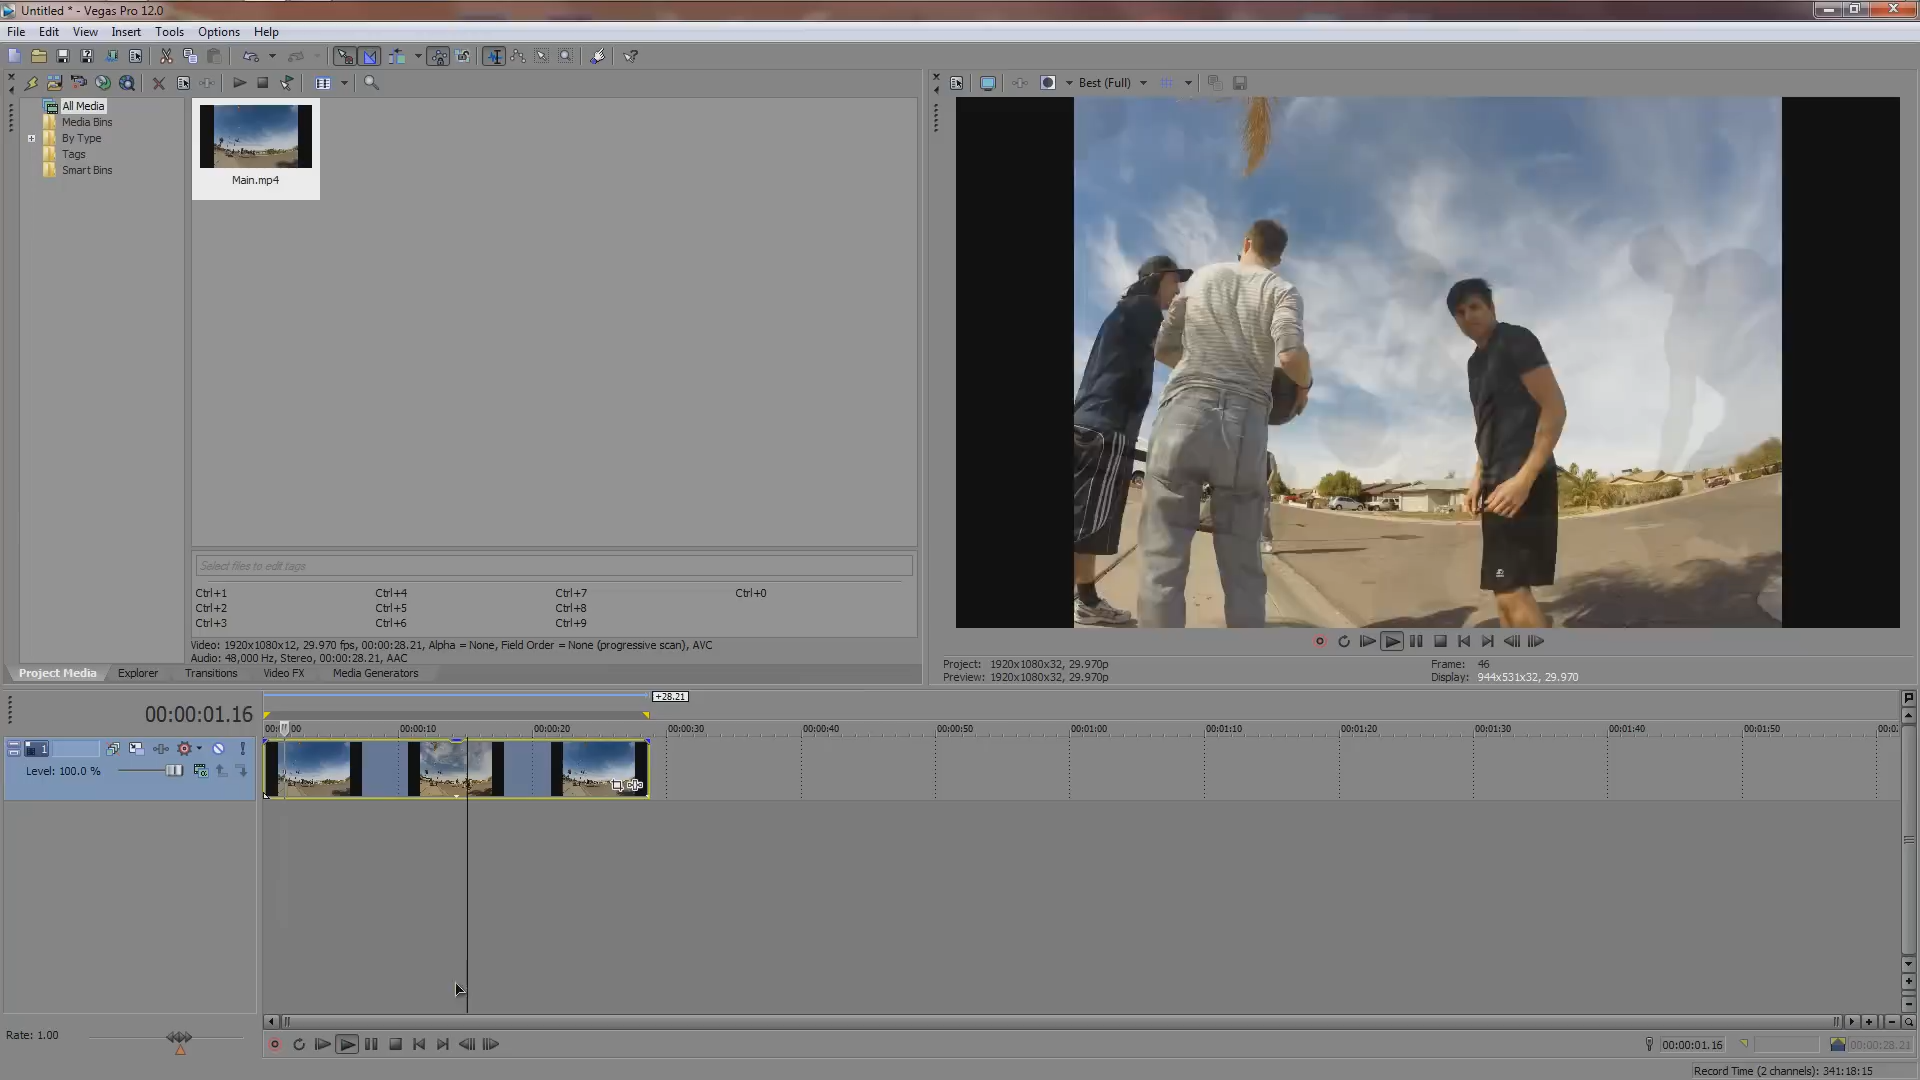 Untitled * - Vegas Pro 12.0
File Edit View Insert Tools Options Help
Best (Full)
All Media
Media Bins
By Type
Tags
Smart Bins
Main.mp4
Select files to edit tags
Ctrl+1 Ctrl+4 Ctrl+7 Ctrl+0
Ctrl+2 Ctrl+5 Ctrl+8
Ctrl+3 Ctrl+6 Ctrl+9
Video: 1920x1080x12, 29.970 fps, 00:00:28.21, Alpha = None, Field Order = None (progressive scan), AVC
Audio: 48,000 Hz, Stereo, 00:00:28.21, AAC
Project Media Explorer Transitions Video FX Media Generators
Project: 1920x1080x32, 29.970p Frame: 46
Preview: 1920x1080x32, 29.970p Display: 944x531x32, 29.970
+28.21
00:00:01.16
00:00:10 00:00:20 00:00:30 00:00:40 00:00:50 00:01:00 00:01:10 00:01:20 00:01:30 00:01:40 00:01:50
1
Level: 100.0 %
Rate: 1.00
00:00:01.16 00:00:28.21
Record Time (2 channels): 341:18:15